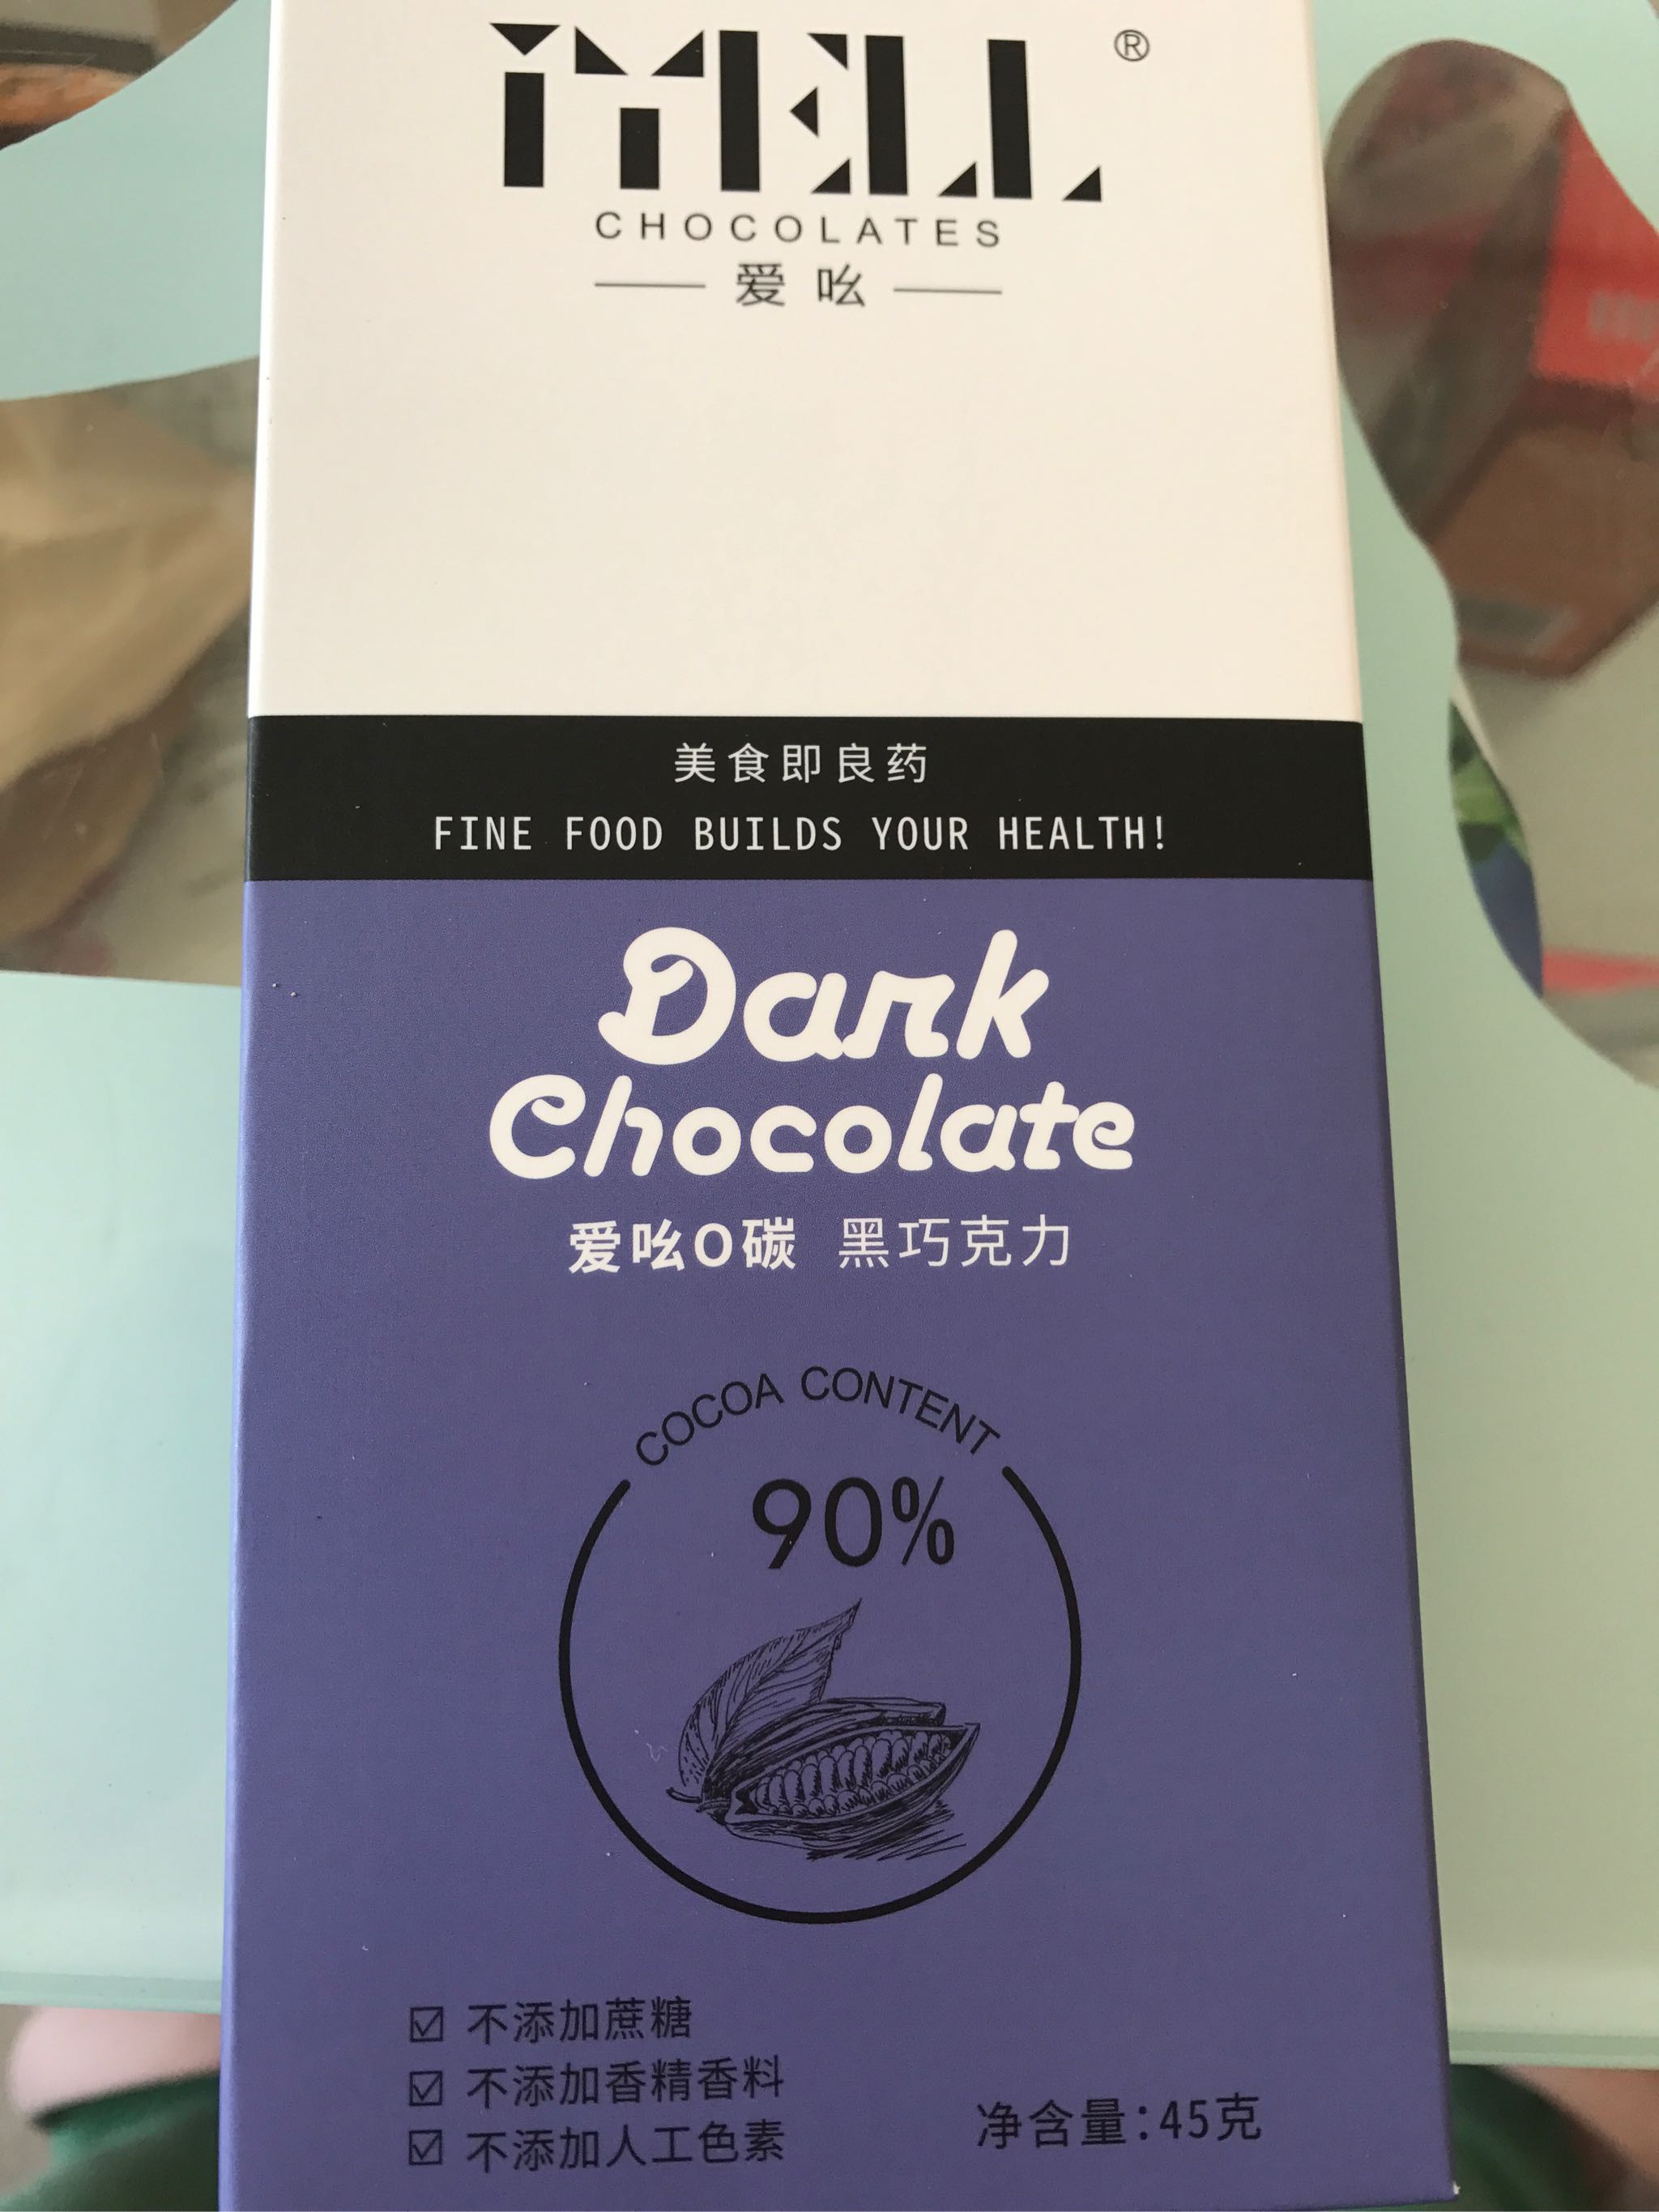 iYELL®
CHOCOLATES
爱吆
美食即良药
FINE FOOD BUILDS YOUR HEALTH!
Dark
Chocolate
爱吆0碳 黑巧克力
COCOA CONTENT
90%
☑ 不添加蔗糖
☑ 不添加香精香料
☑ 不添加人工色素
净含量:45克